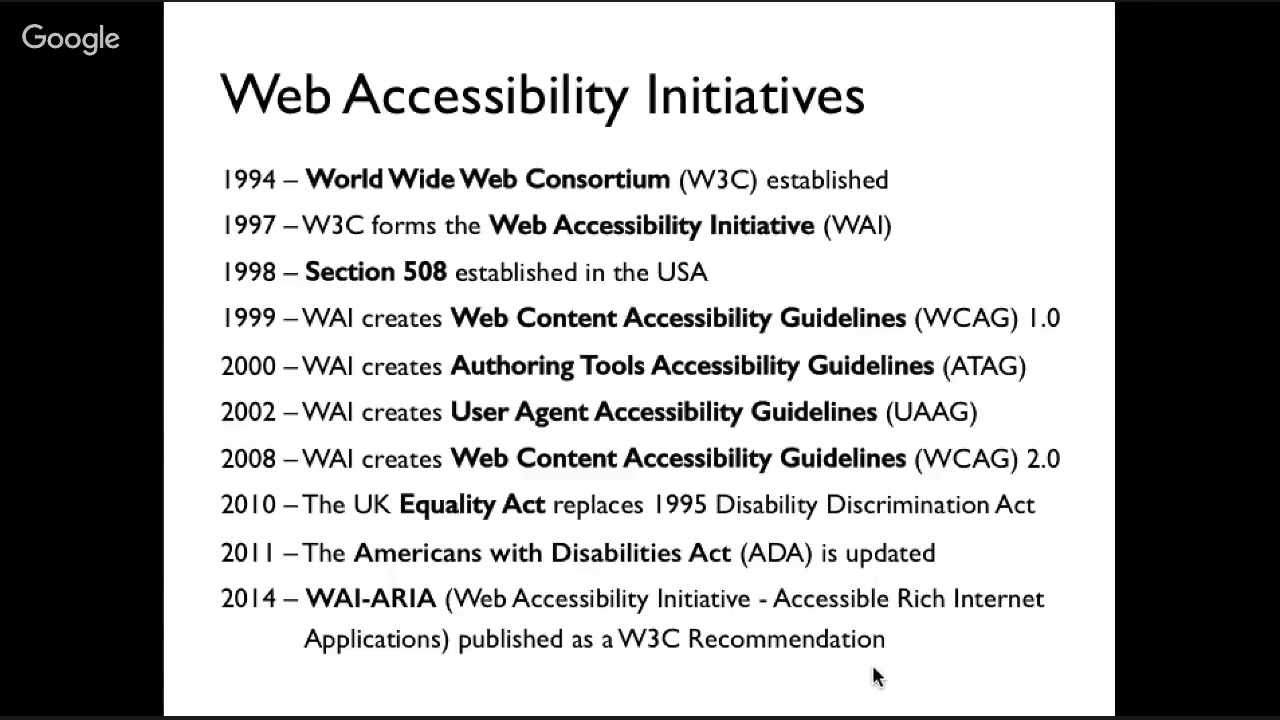 Google
Web Accessibility Initiatives
1994 – World Wide Web Consortium (W3C) established
1997 – W3C forms the Web Accessibility Initiative (WAI)
1998 – Section 508 established in the USA
1999 – WAI creates Web Content Accessibility Guidelines (WCAG) 1.0
2000 – WAI creates Authoring Tools Accessibility Guidelines (ATAG)
2002 – WAI creates User Agent Accessibility Guidelines (UAAG)
2008 – WAI creates Web Content Accessibility Guidelines (WCAG) 2.0
2010 – The UK Equality Act replaces 1995 Disability Discrimination Act
2011 – The Americans with Disabilities Act (ADA) is updated
2014 – WAI-ARIA (Web Accessibility Initiative - Accessible Rich Internet
Applications) published as a W3C Recommendation